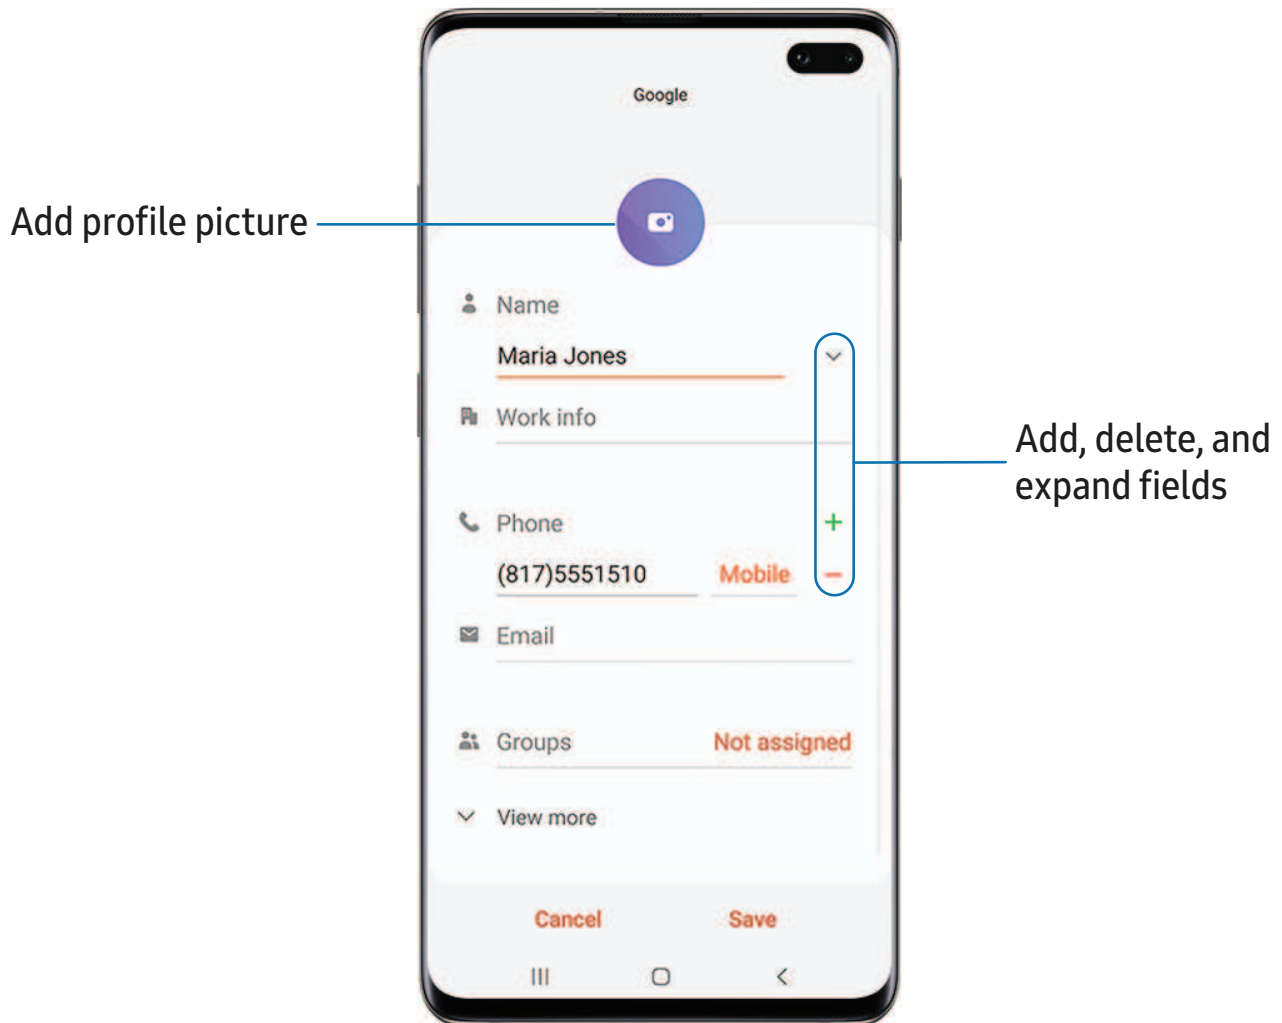 Google
Add profile picture
Name
Maria Jones
Work info
Add, delete, and
expand fields
Phone
(817)5551510 Mobile
Email
Groups Not assigned
View more
Cancel Save